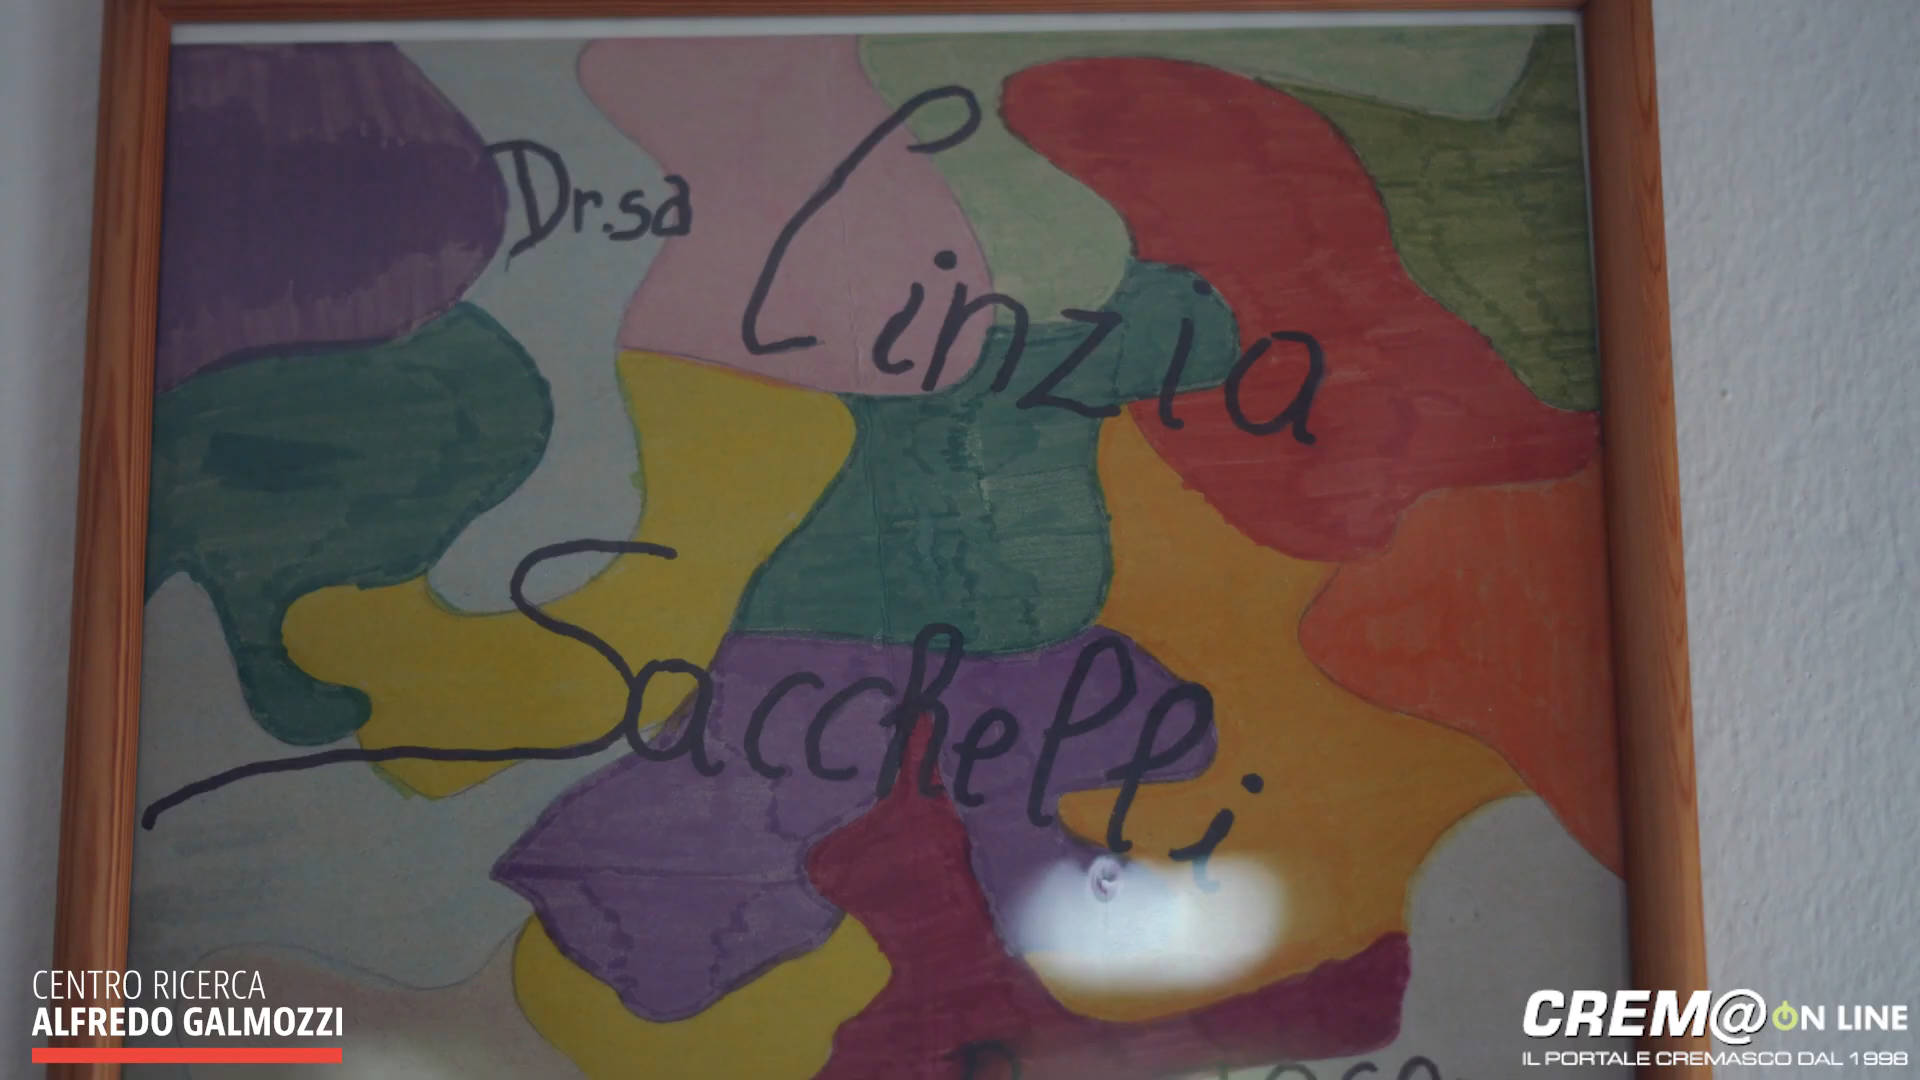 Dr.sa Cinzia
Sacchelli
CENTRO RICERCA
ALFREDO GALMOZZI
CREM@ ON LINE
IL PORTALE CREMASCO DAL 1998